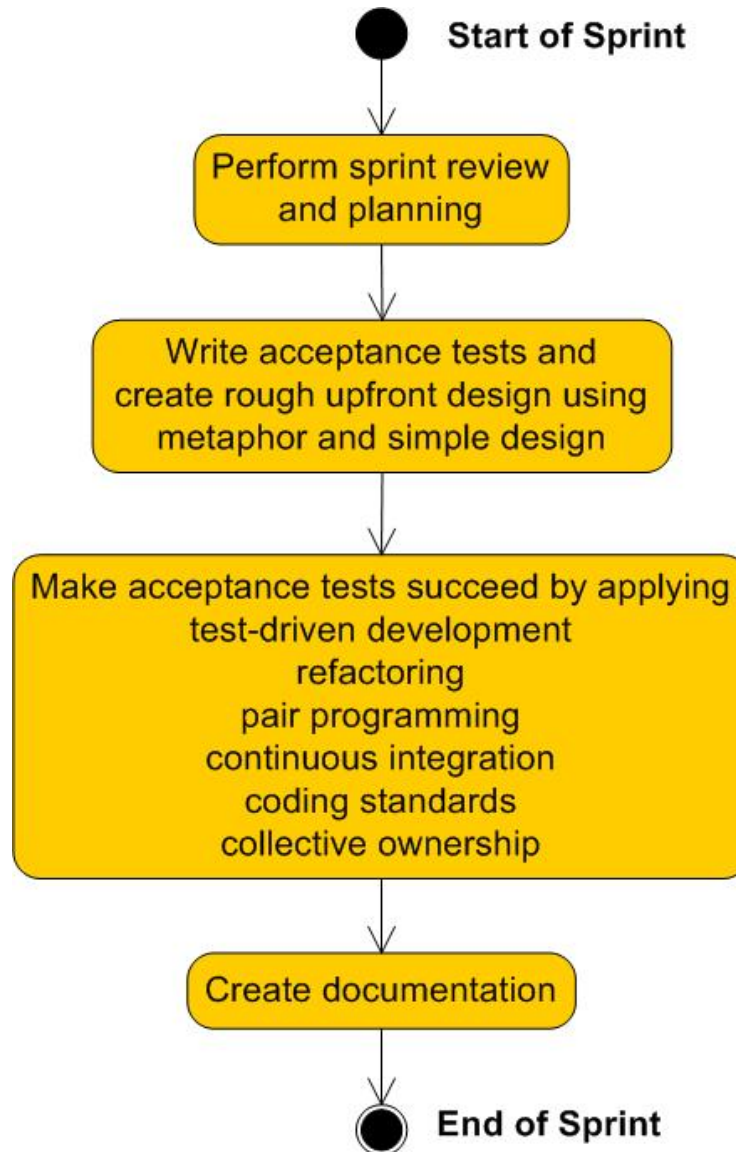 Start of Sprint
Perform sprint review
and planning
Write acceptance tests and
create rough upfront design using
metaphor and simple design
Make acceptance tests succeed by applying
test-driven development
refactoring
pair programming
continuous integration
coding standards
collective ownership
Create documentation
End of Sprint